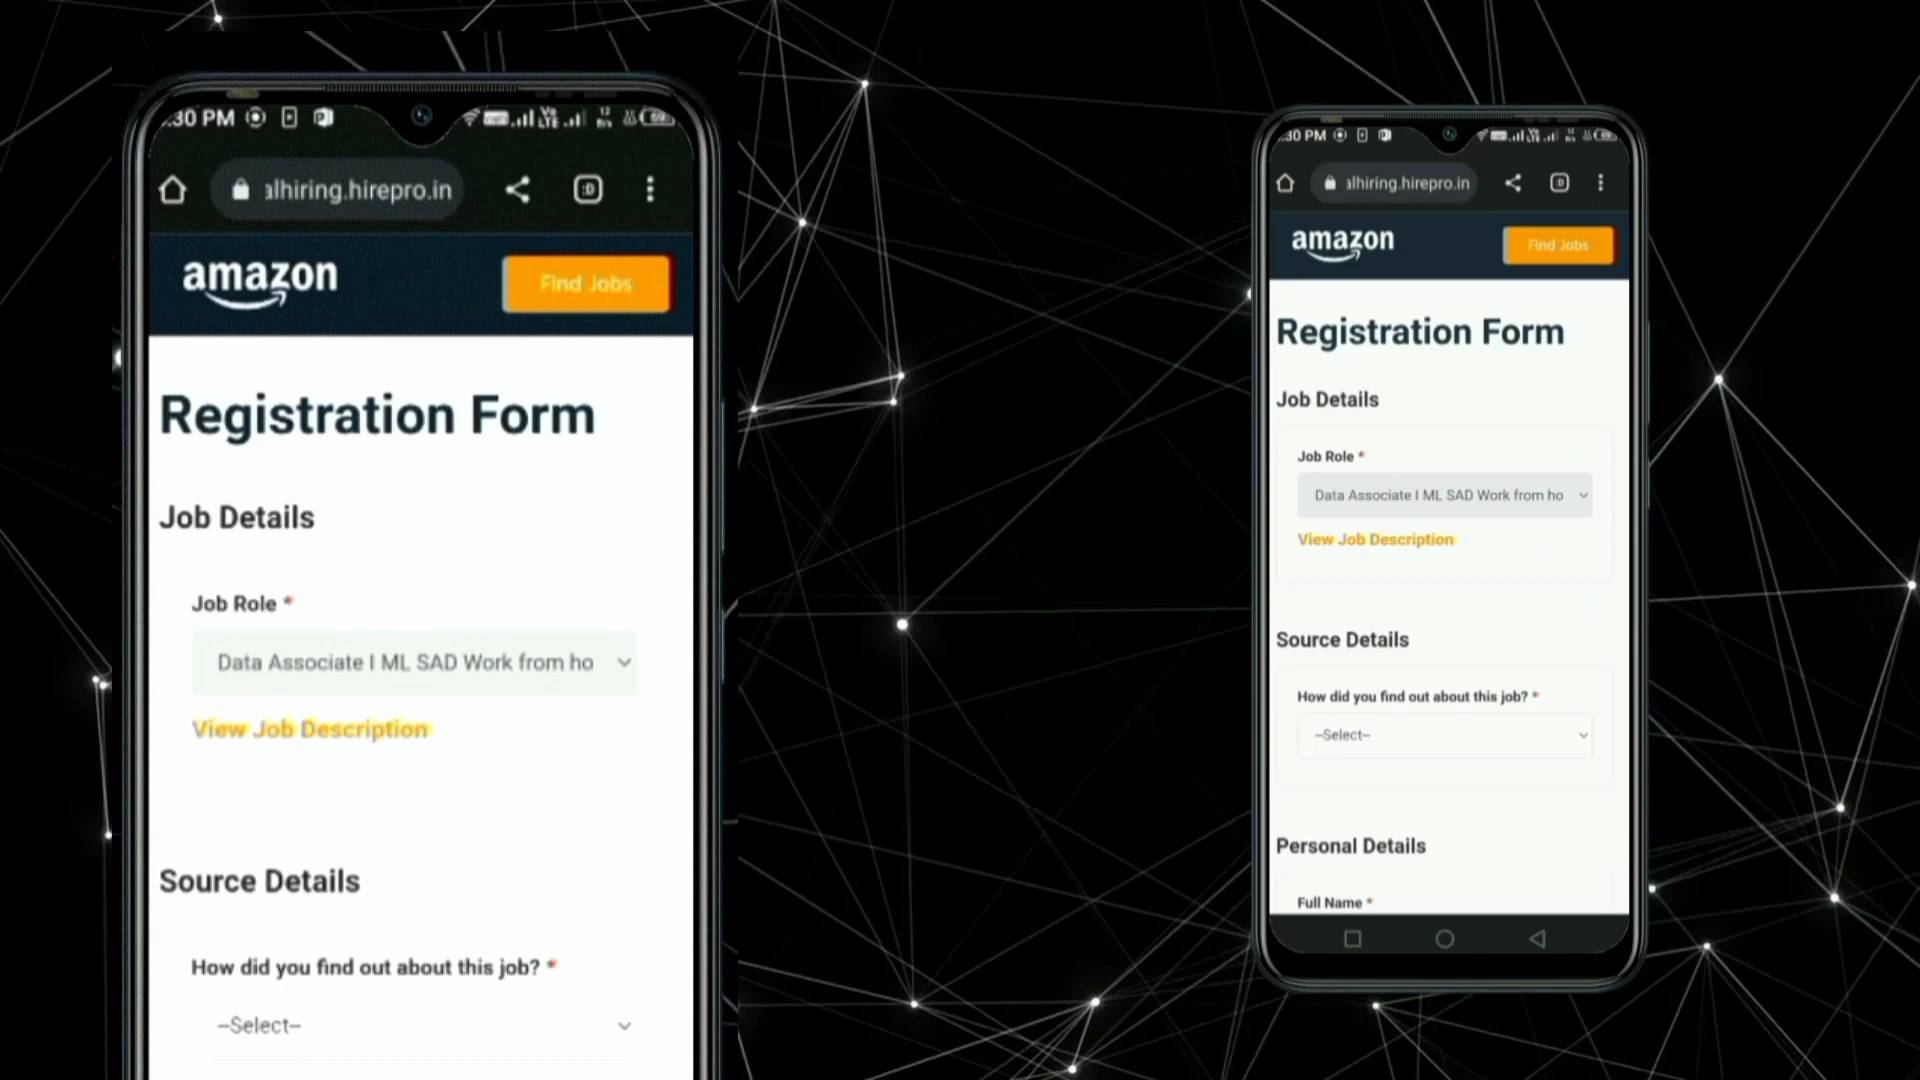 :30 PM
alhiring.hirepro.in
amazon
Find Jobs
Registration Form
Job Details
Job Role *
Data Associate I ML SAD Work from ho
View Job Description
Source Details
How did you find out about this job? *
--Select--
:30 PM
alhiring.hirepro.in
amazon
Find Jobs
Registration Form
Job Details
Job Role *
Data Associate I ML SAD Work from ho
View Job Description
Source Details
How did you find out about this job? *
--Select--
Personal Details
Full Name *